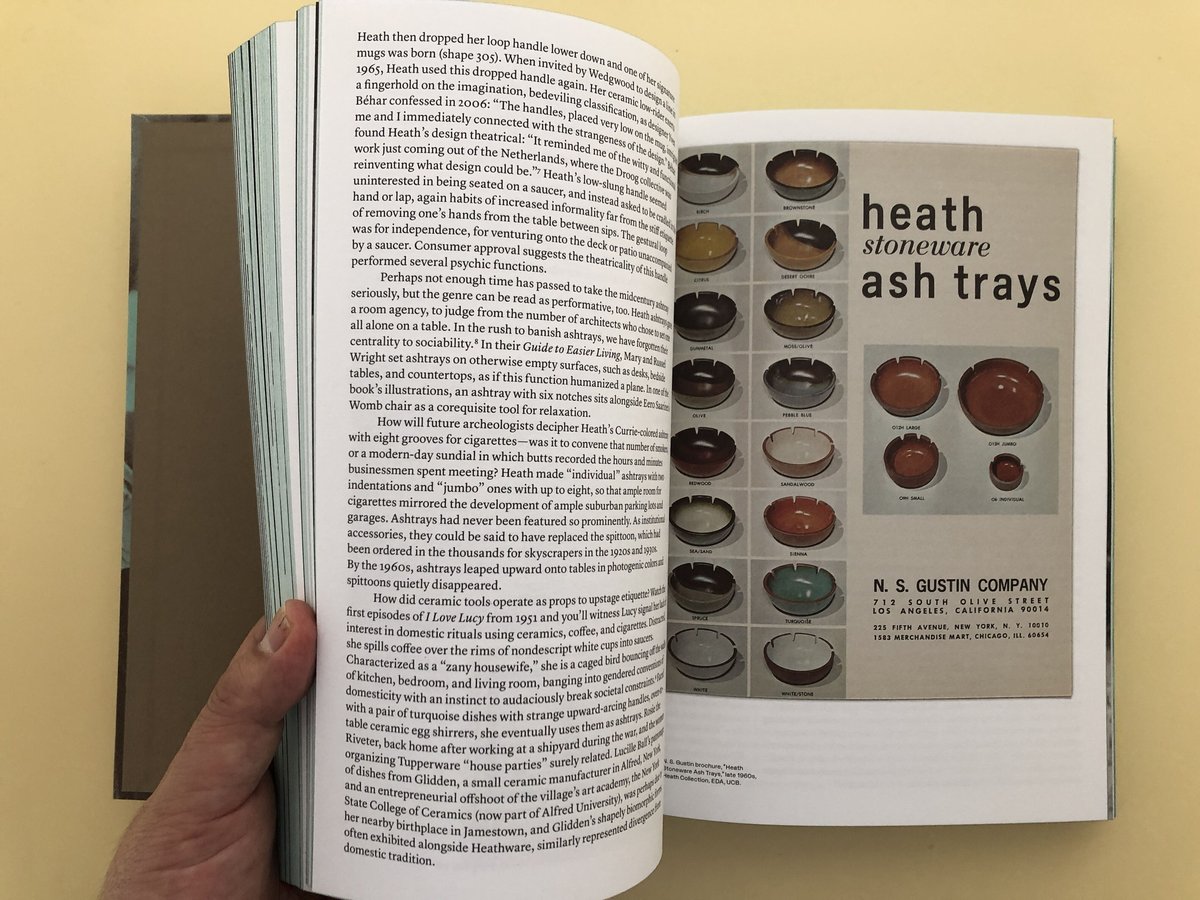 Heath then dropped her loop handle lower down and one of her signature
mugs was born (shape 305). When invited by Wedgwood to design a line in
1965, Heath used this dropped handle again. Her ceramic low-rider
a fingerhold on the imagination, bedeviling classification, as designer Yves
Béhar confessed in 2006: “The handles, placed very low on the mug,
me and I immediately connected with the strangeness of the design.”
found Heath’s design theatrical: “It reminded me of the witty and functional
work just coming out of the Netherlands, where the Droog collective was
reinventing what design could be.”⁷ Heath’s low-slung handle seemed
uninterested in being seated on a saucer, and instead asked to be cradled in
hand or lap, again habits of increased informality far from the stiff etiquette
of removing one’s hands from the table between sips. The gestural loop
was for independence, for venturing onto the deck or patio unaccompanied
by a saucer. Consumer approval suggests the theatricality of this handle
performed several psychic functions.
Perhaps not enough time has passed to take the midcentury ashtray
seriously, but the genre can be read as performative, too. Heath ashtrays gave
a room agency, to judge from the number of architects who chose to set one
all alone on a table. In the rush to banish ashtrays, we have forgotten their
centrality to sociability.⁸ In their Guide to Easier Living, Mary and Russel
Wright set ashtrays on otherwise empty surfaces, such as desks, bedside
tables, and countertops, as if this function humanized a plane. In one of the
book’s illustrations, an ashtray with six notches sits alongside Eero Saarinen’s
Womb chair as a corequisite tool for relaxation.
How will future archeologists decipher Heath’s Currie-colored ashtray
with eight grooves for cigarettes—was it to convene that number of smokers,
or a modern-day sundial in which butts recorded the hours and minutes
businessmen spent meeting? Heath made “individual” ashtrays with two
indentations and “jumbo” ones with up to eight, so that ample room for
cigarettes mirrored the development of ample suburban parking lots and
garages. Ashtrays had never been featured so prominently. As institutional
accessories, they could be said to have replaced the spittoon, which had
been ordered in the thousands for skyscrapers in the 1920s and 1930s.
By the 1960s, ashtrays leaped upward onto tables in photogenic colors and
spittoons quietly disappeared.
How did ceramic tools operate as props to upstage etiquette? Watch the
first episodes of I Love Lucy from 1951 and you’ll witness Lucy signal her
interest in domestic rituals using ceramics, coffee, and cigarettes. Distracted,
she spills coffee over the rims of nondescript white cups into saucers.
Characterized as a “zany housewife,” she is a caged bird bouncing off the walls
of kitchen, bedroom, and living room, banging into gendered conventions of
domesticity with an instinct to audaciously break societal constraints.
with a pair of turquoise dishes with strange upward-arcing handles,
table ceramic egg shirrers, she eventually uses them as ashtrays. Rosie the
Riveter, back home after working at a shipyard during the war, and the women
organizing Tupperware “house parties” surely related. Lucille Ball’s
of dishes from Glidden, a small ceramic manufacturer in Alfred, New York,
and an entrepreneurial offshoot of the village’s art academy, the New York
State College of Ceramics (now part of Alfred University), was perhaps due to
her nearby birthplace in Jamestown, and Glidden’s shapely biomorphic forms,
often exhibited alongside Heathware, similarly represented divergence from
domestic tradition.
BIRCH BROWNSTONE
CITRUS DESERT OCHRE
GUNMETAL MOSS/OLIVE
OLIVE PEBBLE BLUE
REDWOOD SANDALWOOD
SEA/SAND SIENNA
SPRUCE TURQUOISE
WHITE WHITE/STONE
heath
stoneware
ash trays
O12H LARGE O13H JUMBO
O9H SMALL O6 INDIVIDUAL
N. S. GUSTIN COMPANY
712 SOUTH OLIVE STREET
LOS ANGELES, CALIFORNIA 90014
225 FIFTH AVENUE, NEW YORK, N. Y. 10010
1583 MERCHANDISE MART, CHICAGO, ILL. 60654
N. S. Gustin brochure, “Heath
Stoneware Ash Trays,” late 1960s,
Heath Collection, EDA, UCB.